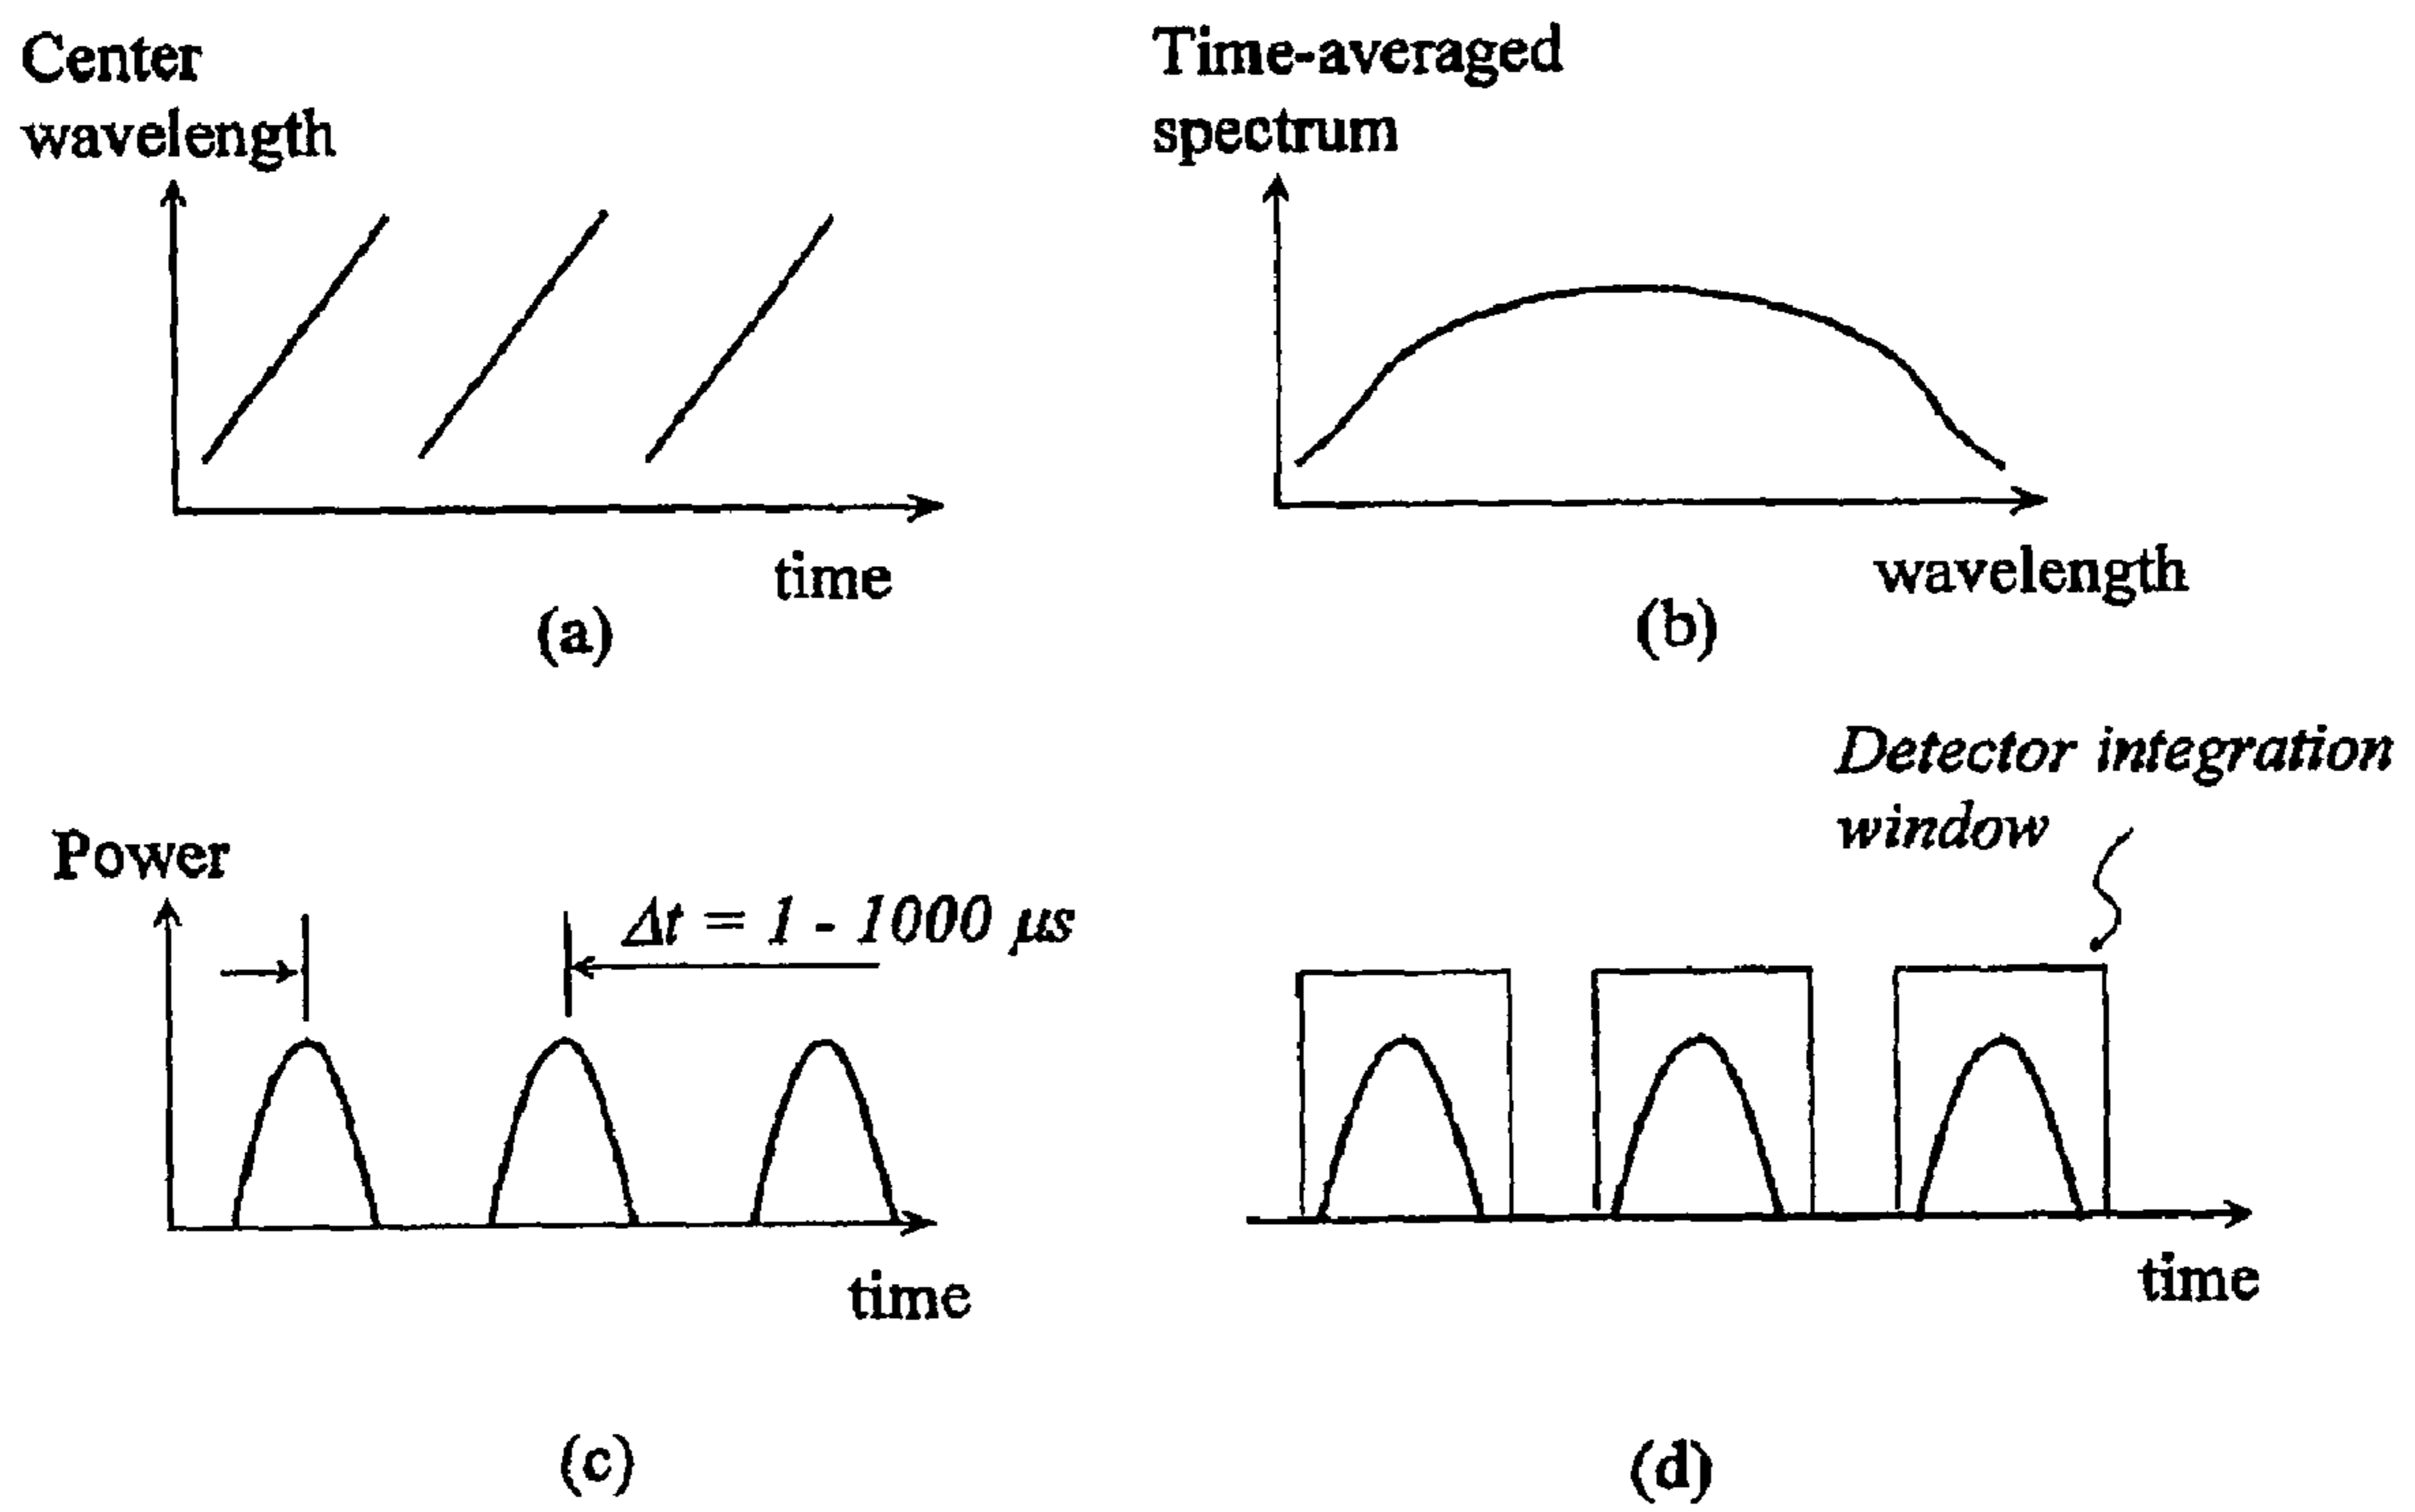 Center
wavelength
time
(a)
Time-averaged
spectrum
wavelength
(b)
Power
Δt = 1 - 1000 μs
time
(c)
Detector integration
window
time
(d)